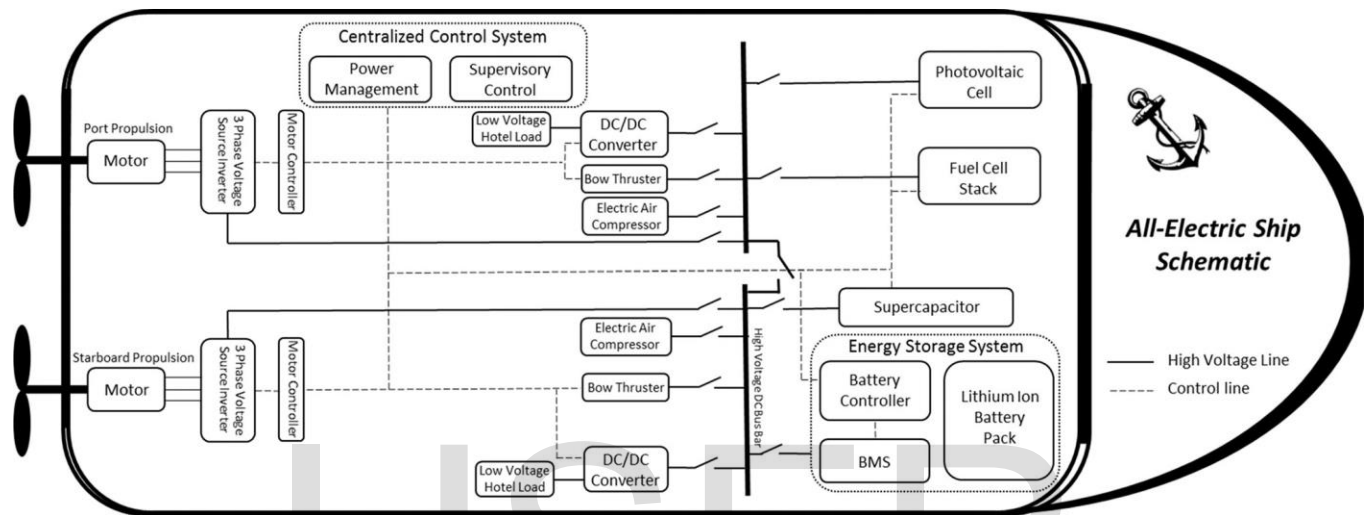 Centralized Control System
Power
Management
Supervisory
Control
Photovoltaic
Cell
Low Voltage
Hotel Load
DC/DC
Converter
Port Propulsion
Motor
3 Phase Voltage
Source Inverter
Motor Controller
Bow Thruster
Fuel Cell
Stack
Electric Air
Compressor
All-Electric Ship
Schematic
Supercapacitor
Electric Air
Compressor
High Voltage DC Bus Bar
Energy Storage System
Starboard Propulsion
Motor
3 Phase Voltage
Source Inverter
Motor Controller
Bow Thruster
Battery
Controller
Lithium Ion
Battery
Pack
High Voltage Line
Control line
Low Voltage
Hotel Load
DC/DC
Converter
BMS